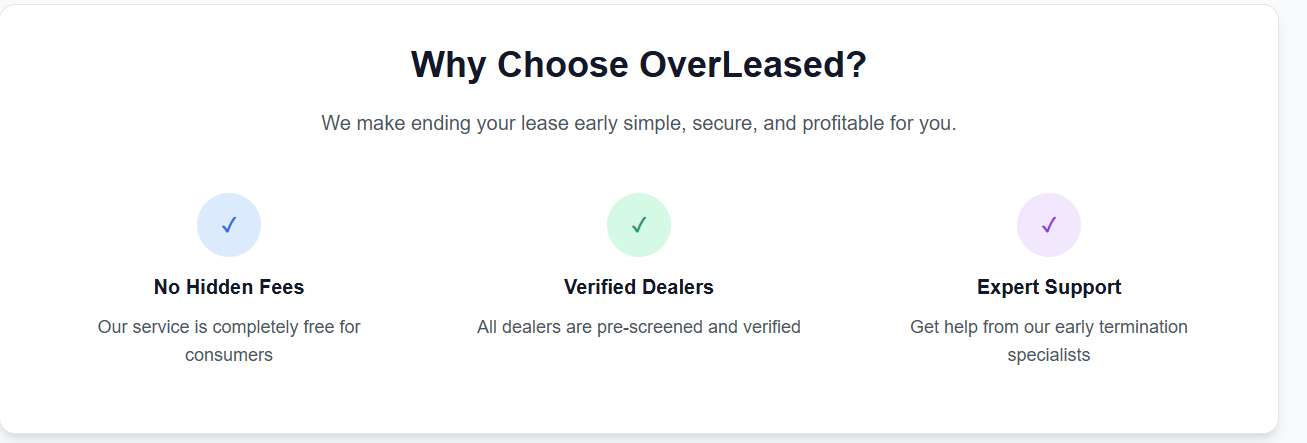 Why Choose OverLeased?
We make ending your lease early simple, secure, and profitable for you.
No Hidden Fees
Our service is completely free for
consumers
Verified Dealers
All dealers are pre-screened and verified
Expert Support
Get help from our early termination
specialists